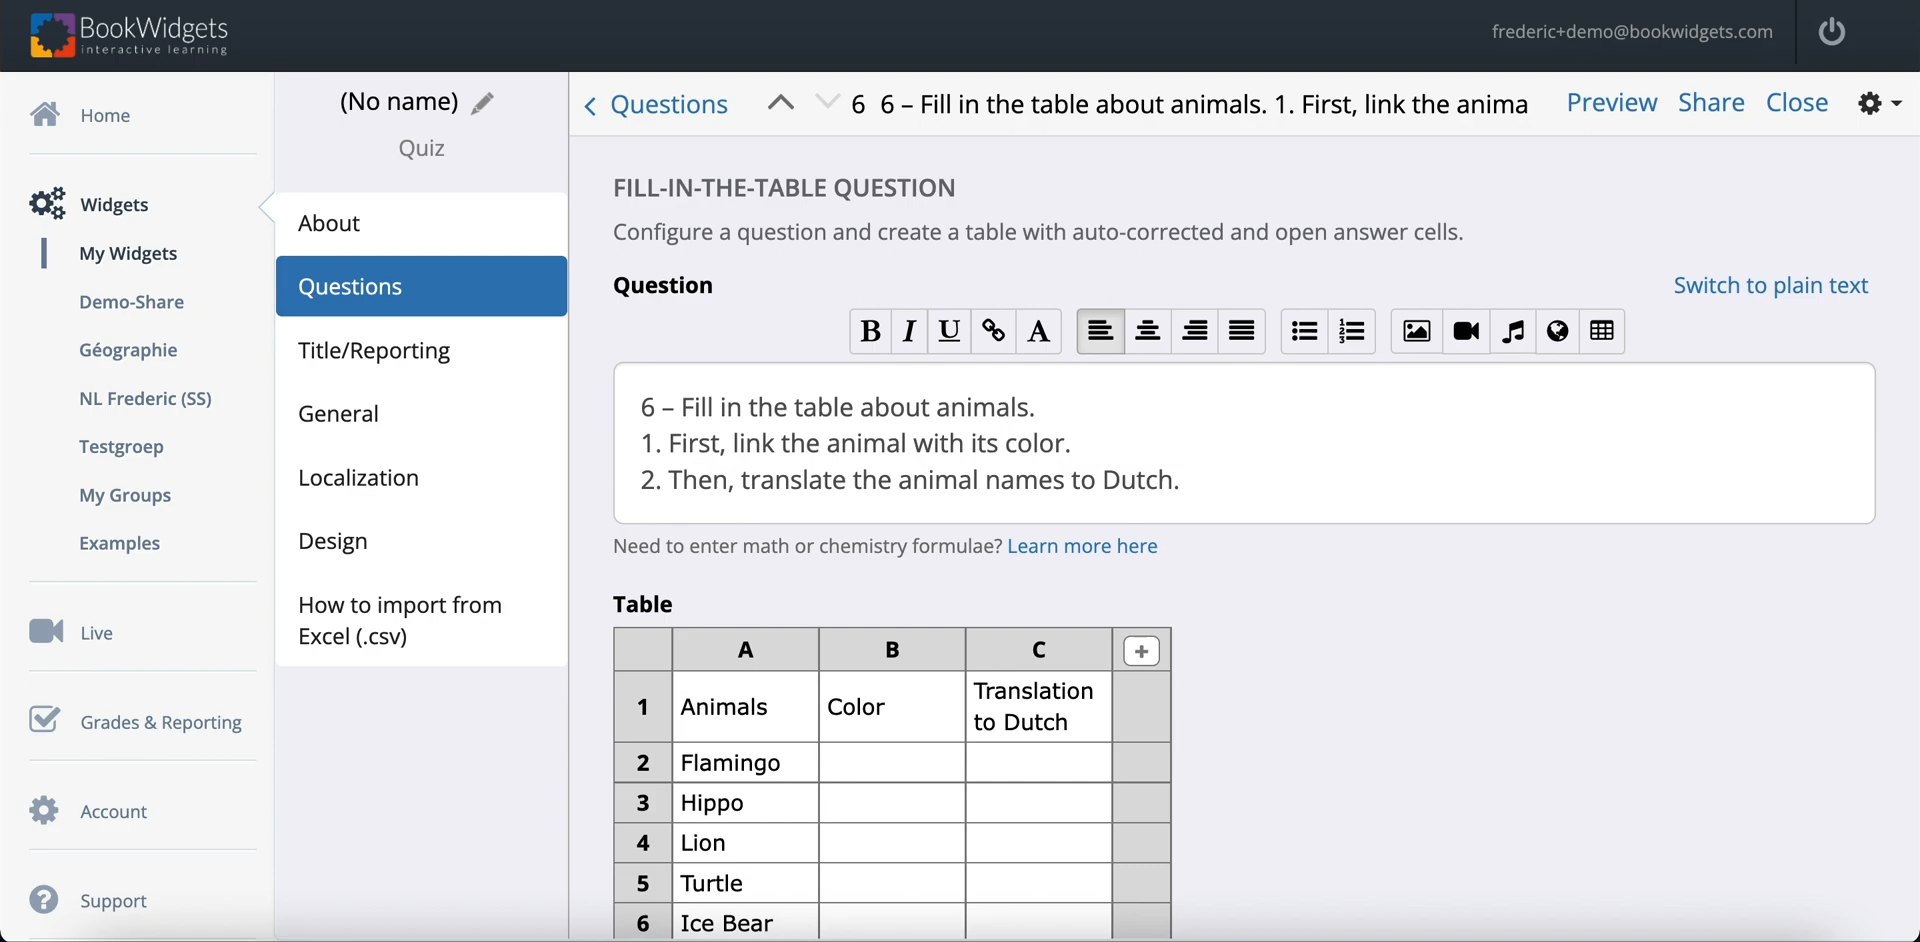 BookWidgets
interactive learning
frederic+demo@bookwidgets.com
Home
Widgets
My Widgets
Demo-Share
Géographie
NL Frederic (SS)
Testgroep
My Groups
Examples
Live
Grades & Reporting
Account
Support
(No name)
Quiz
About
Questions
Title/Reporting
General
Localization
Design
How to import from
Excel (.csv)
Questions 6 6 – Fill in the table about animals. 1. First, link the anima Preview Share Close
FILL-IN-THE-TABLE QUESTION
Configure a question and create a table with auto-corrected and open answer cells.
Question Switch to plain text
B I U A
6 – Fill in the table about animals.
1. First, link the animal with its color.
2. Then, translate the animal names to Dutch.
Need to enter math or chemistry formulae? Learn more here
Table
A B C +
1 Animals Color Translation
to Dutch
2 Flamingo
3 Hippo
4 Lion
5 Turtle
6 Ice Bear